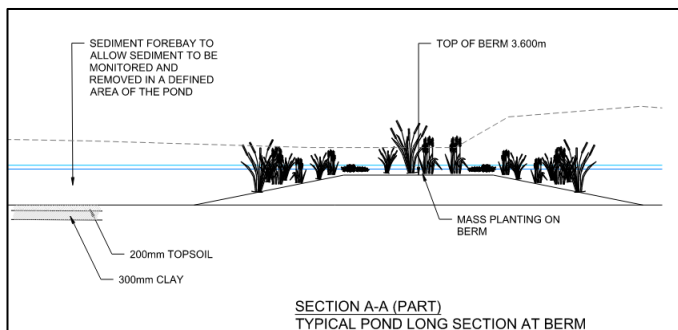 SEDIMENT FOREBAY TO
ALLOW SEDIMENT TO BE
MONITORED AND
REMOVED IN A DEFINED
AREA OF THE POND
TOP OF BERM 3.600m
MASS PLANTING ON
BERM
200mm TOPSOIL
300mm CLAY
SECTION A-A (PART)
TYPICAL POND LONG SECTION AT BERM